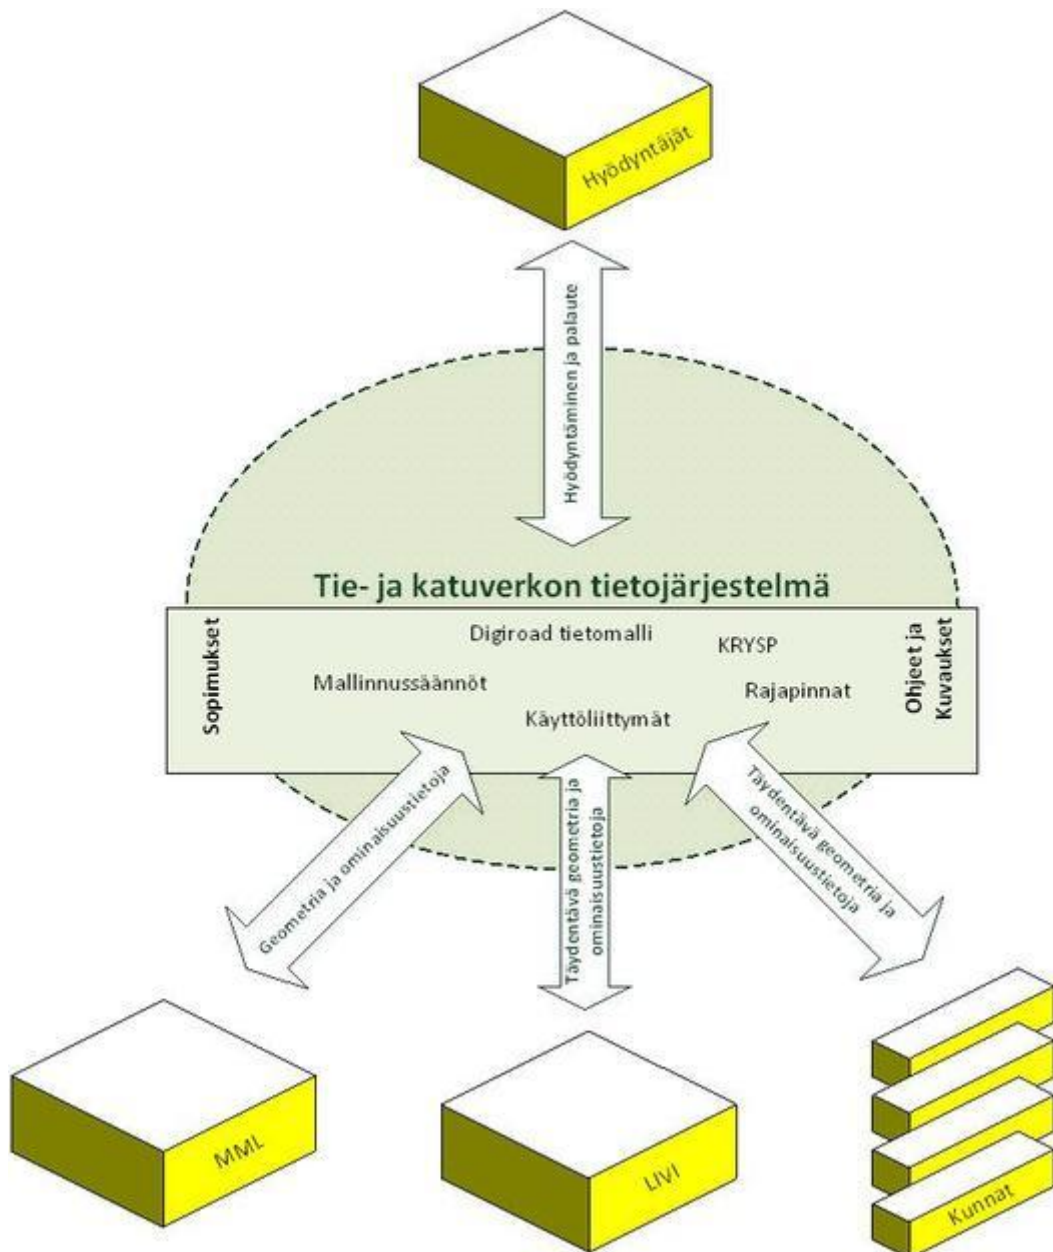 Hyödyntäjät
Hyödyntäminen ja palaute
Tie- ja katuverkon tietojärjestelmä
Sopimukset
Digiroad tietomalli
KRYSP
Ohjeet ja
Kuvaukset
Mallinnussäännöt
Rajapinnat
Käyttöliittymät
Geometria ja ominaisuustietoja
Täydentävä geometria ja
ominaisuustietoja
Täydentävä geometria ja
ominaisuustietoja
MML
LIVI
Kunnat